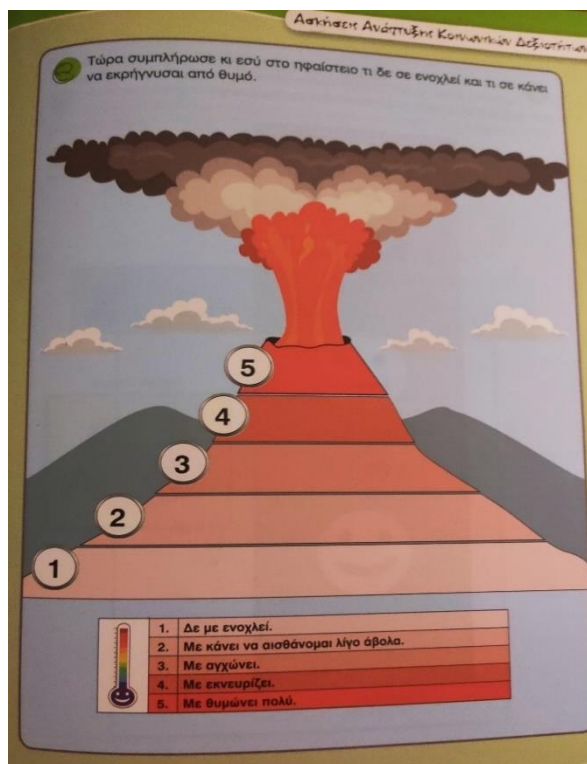 Ασκήσεις Ανάπτυξης Κοινωνικών Δεξιοτήτων
Τώρα συμπλήρωσε κι εσύ στο ηφαίστειο τι δε σε ενοχλεί και τι σε κάνει
να εκρήγνυσαι από θυμό.
5
4
3
2
1
1. Δε με ενοχλεί.
2. Με κάνει να αισθάνομαι λίγο άβολα.
3. Με αγχώνει.
4. Με εκνευρίζει.
5. Με θυμώνει πολύ.